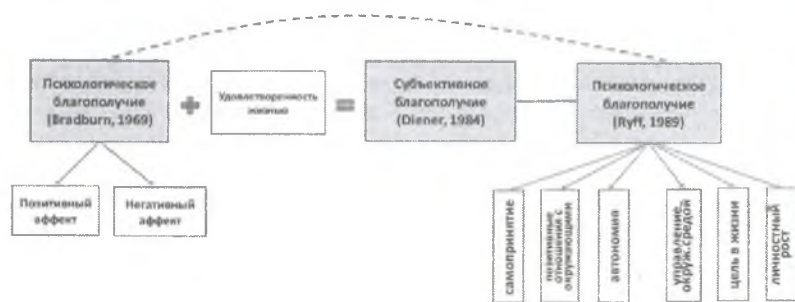 Психологическое
благополучие
(Bradburn, 1969)
+
Удовлетворенность
жизнью
=
Субъективное
благополучие
(Diener, 1984)
Психологическое
благополучие
(Ryff, 1989)
Позитивный
аффект
Негативный
аффект
самопринятие
позитивные
отношения с
окружающими
автономия
управление
окруж.средой
цель в жизни
личностный
рост